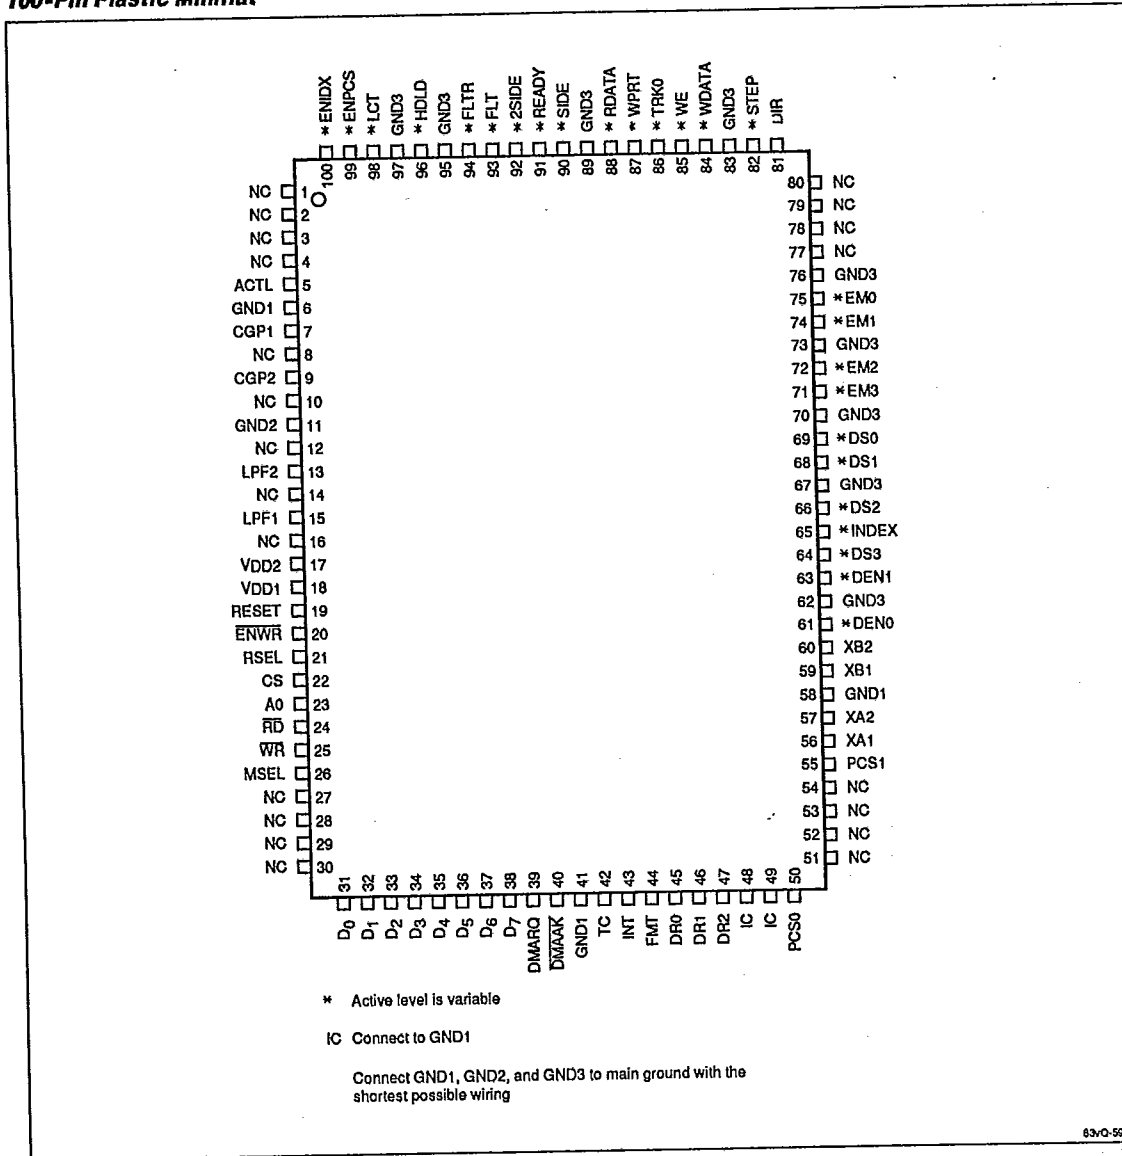 100-Pin Plastic Miniflat
* ENIDX
* ENPCS
* LCT
GND3
* HDLD
GND3
* FLTR
* FLT
* 2SIDE
* READY
* SIDE
GND3
* RDATA
* WPRT
* TRK0
* WE
* WDATA
GND3
* STEP
DIR
100 99 98 97 96 95 94 93 92 91 90 89 88 87 86 85 84 83 82 81
NC 1
NC 2
NC 3
NC 4
ACTL 5
GND1 6
CGP1 7
NC 8
CGP2 9
NC 10
GND2 11
NC 12
LPF2 13
NC 14
LPF1 15
NC 16
VDD2 17
VDD1 18
RESET 19
ENWR 20
RSEL 21
CS 22
A0 23
RD 24
WR 25
MSEL 26
NC 27
NC 28
NC 29
NC 30
80 NC
79 NC
78 NC
77 NC
76 GND3
75 *EM0
74 *EM1
73 GND3
72 *EM2
71 *EM3
70 GND3
69 *DS0
68 *DS1
67 GND3
66 *DS2
65 *INDEX
64 *DS3
63 *DEN1
62 GND3
61 *DEN0
60 XB2
59 XB1
58 GND1
57 XA2
56 XA1
55 PCS1
54 NC
53 NC
52 NC
51 NC
31 32 33 34 35 36 37 38 39 40 41 42 43 44 45 46 47 48 49 50
D0
D1
D2
D3
D4
D5
D6
D7
DMARQ
DMAAK
GND1
TC
INT
FMT
DR0
DR1
DR2
IC
IC
PCS0
* Active level is variable
IC Connect to GND1
Connect GND1, GND2, and GND3 to main ground with the
shortest possible wiring